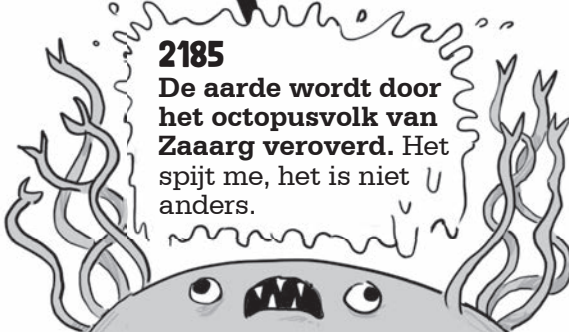 2185
De aarde wordt door
het octopusvolk van
Zaaarg veroverd. Het
spijt me, het is niet
anders.